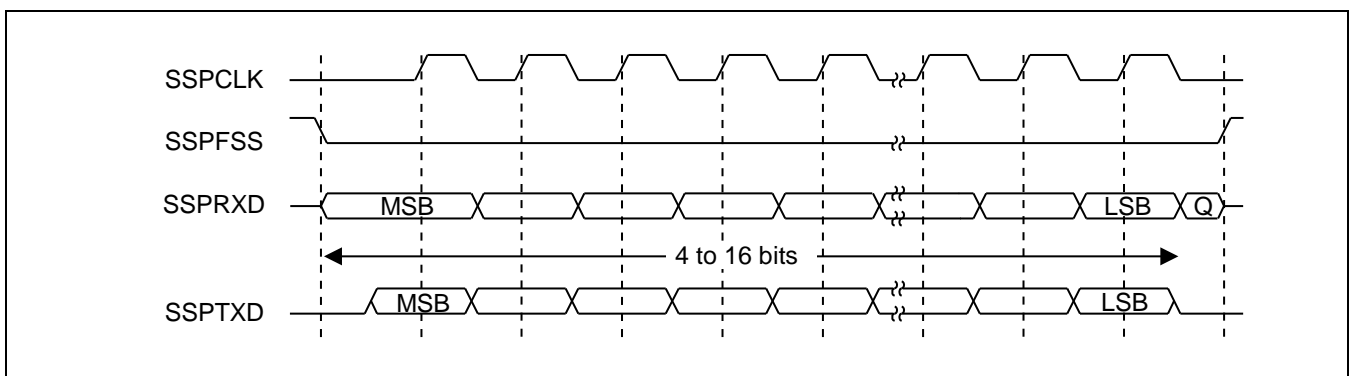 SSPCLK
SSPFSS
SSPRXD MSB LSB Q
4 to 16 bits
SSPTXD MSB LSB